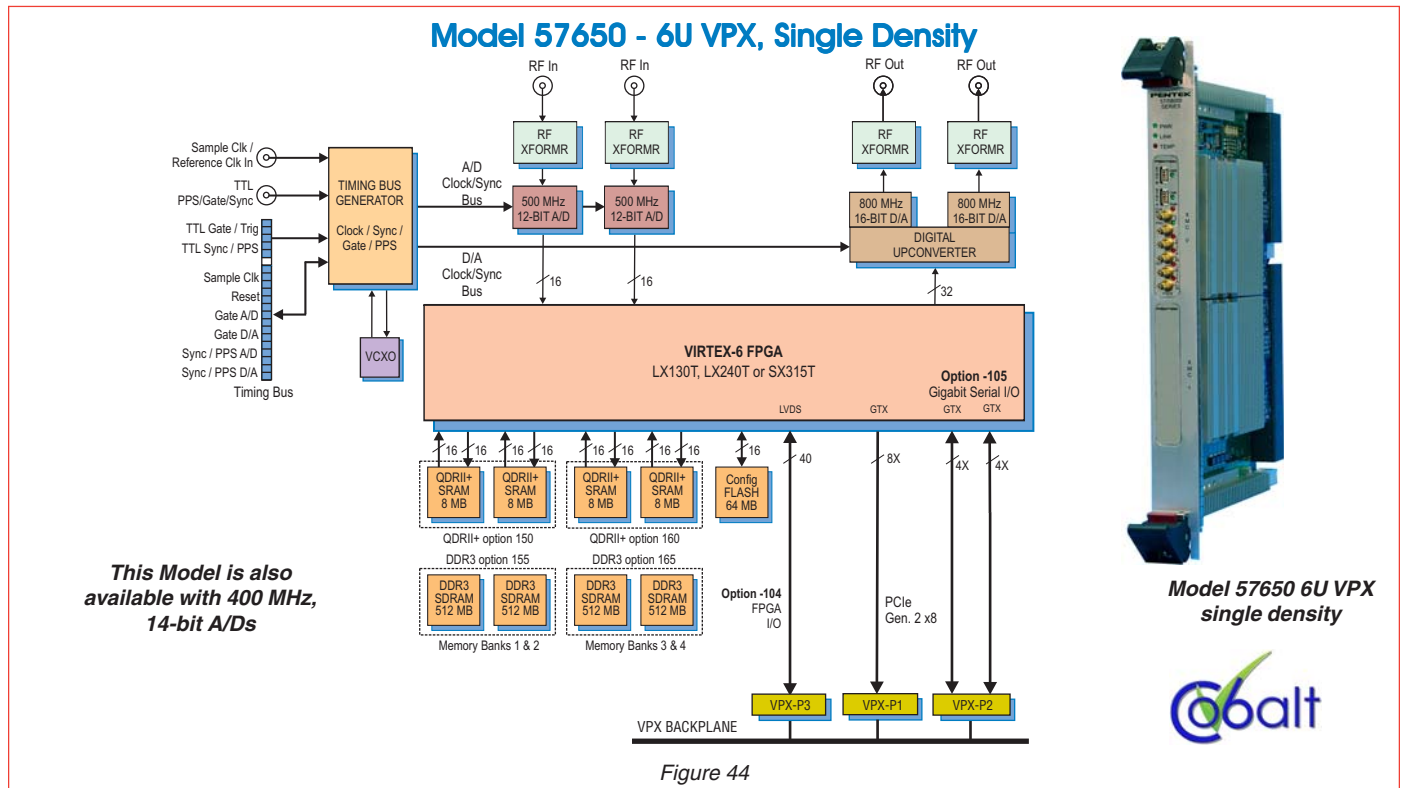 Model 57650 - 6U VPX, Single Density
RF In
RF In
RF Out
RF Out
RF
XFORMR
RF
XFORMR
RF
XFORMR
RF
XFORMR
Sample Clk /
Reference Clk In
TTL
PPS/Gate/Sync
TTL Gate / Trig
TTL Sync / PPS
Sample Clk
Reset
Gate A/D
Gate D/A
Sync / PPS A/D
Sync / PPS D/A
Timing Bus
TIMING BUS
GENERATOR
Clock / Sync /
Gate / PPS
VCXO
A/D
Clock/Sync
Bus
D/A
Clock/Sync
Bus
500 MHz
12-BIT A/D
500 MHz
12-BIT A/D
800 MHz
16-BIT D/A
800 MHz
16-BIT D/A
DIGITAL
UPCONVERTER
16
16
32
VIRTEX-6 FPGA
LX130T, LX240T or SX315T
Option -105
Gigabit Serial I/O
LVDS
GTX
GTX
GTX
16
16
16
16
16
16
16
16
16
40
8X
4X
4X
QDRII+
SRAM
8 MB
QDRII+
SRAM
8 MB
QDRII+
SRAM
8 MB
QDRII+
SRAM
8 MB
Config
FLASH
64 MB
QDRII+ option 150
QDRII+ option 160
DDR3 option 155
DDR3 option 165
DDR3
SDRAM
512 MB
DDR3
SDRAM
512 MB
DDR3
SDRAM
512 MB
DDR3
SDRAM
512 MB
Memory Banks 1 & 2
Memory Banks 3 & 4
Option -104
FPGA
I/O
PCIe
Gen. 2 x8
VPX-P3
VPX-P1
VPX-P2
VPX BACKPLANE
This Model is also
available with 400 MHz,
14-bit A/Ds
PENTEK
SERIES
PWR
LINK
TEMP
Model 57650 6U VPX
single density
Cobalt
Figure 44